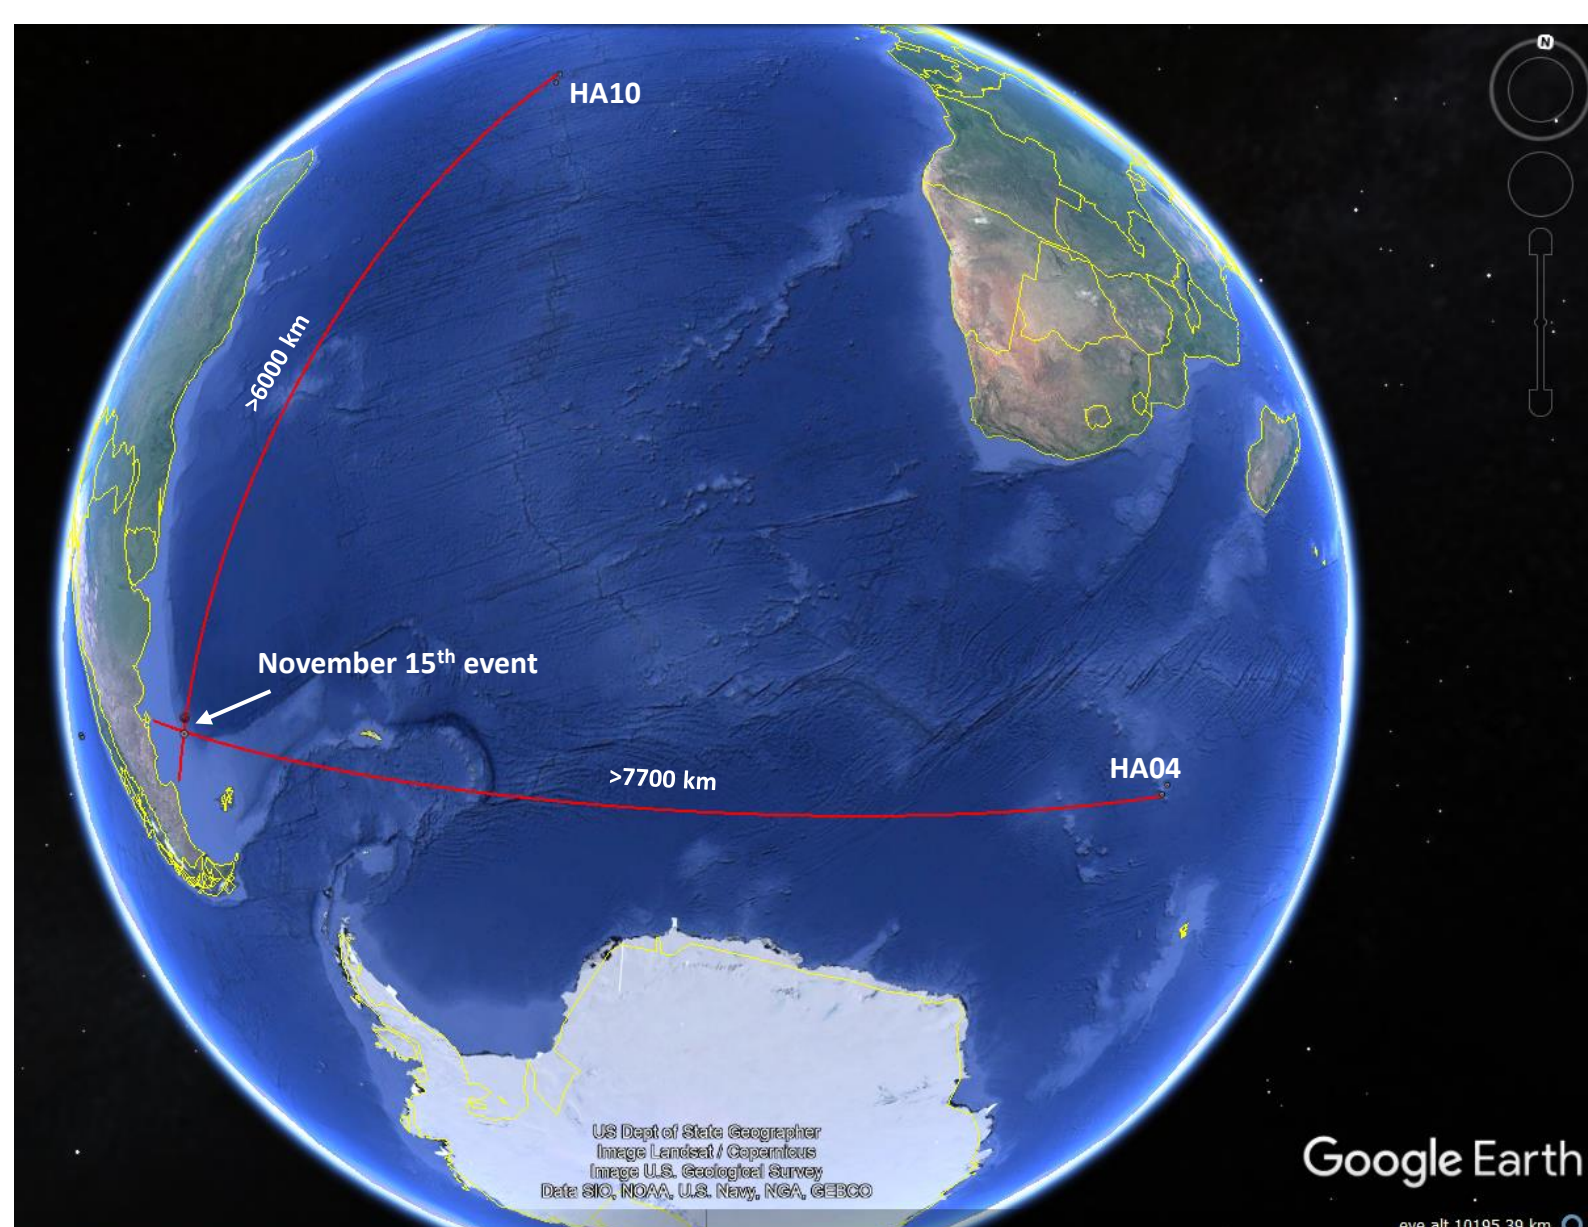 N
HA10
>6000 km
November 15th event
HA04
>7700 km
US Dept of State Geographer
Image Landsat / Copernicus
Image U.S. Geological Survey
Data SIO, NOAA, U.S. Navy, NGA, GEBCO
Google Earth
eye alt 10195.39 km